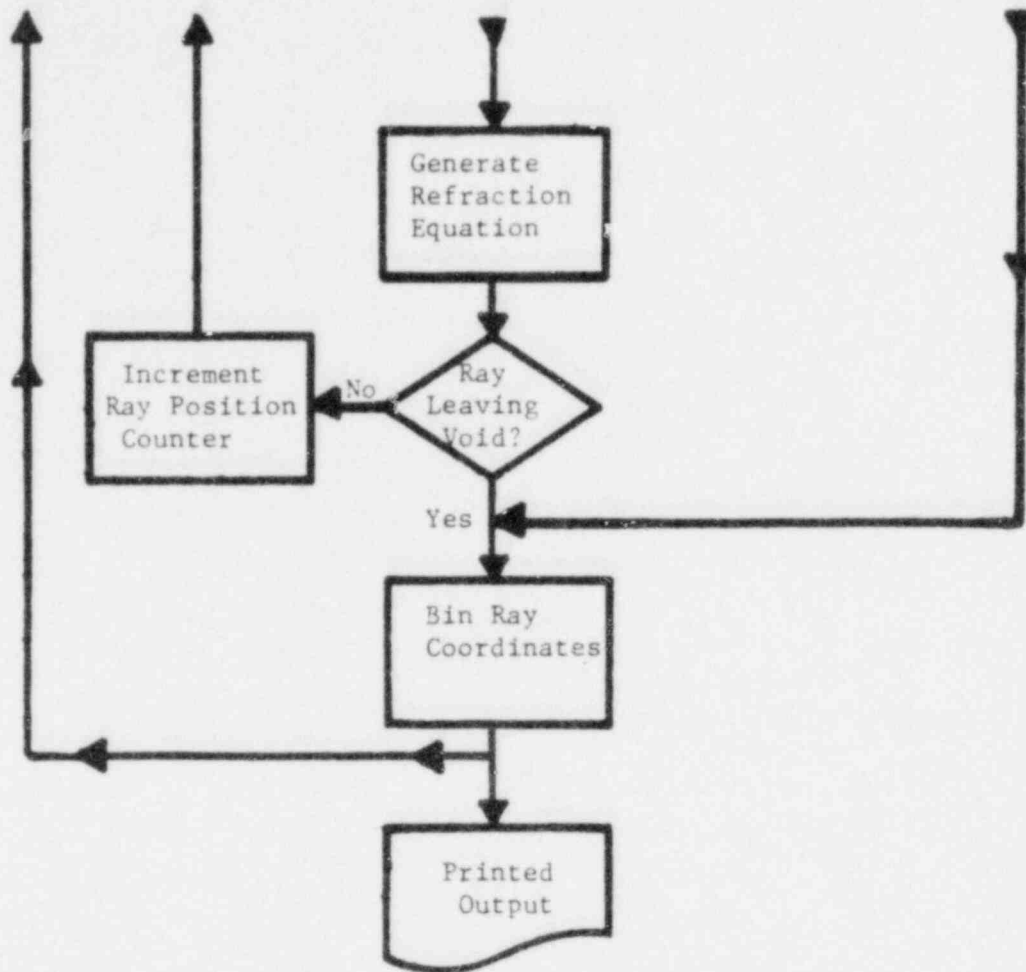 Generate
Refraction
Equation
Increment
Ray Position
Counter
No
Ray
Leaving
Void?
Yes
Bin Ray
Coordinates
Printed
Output